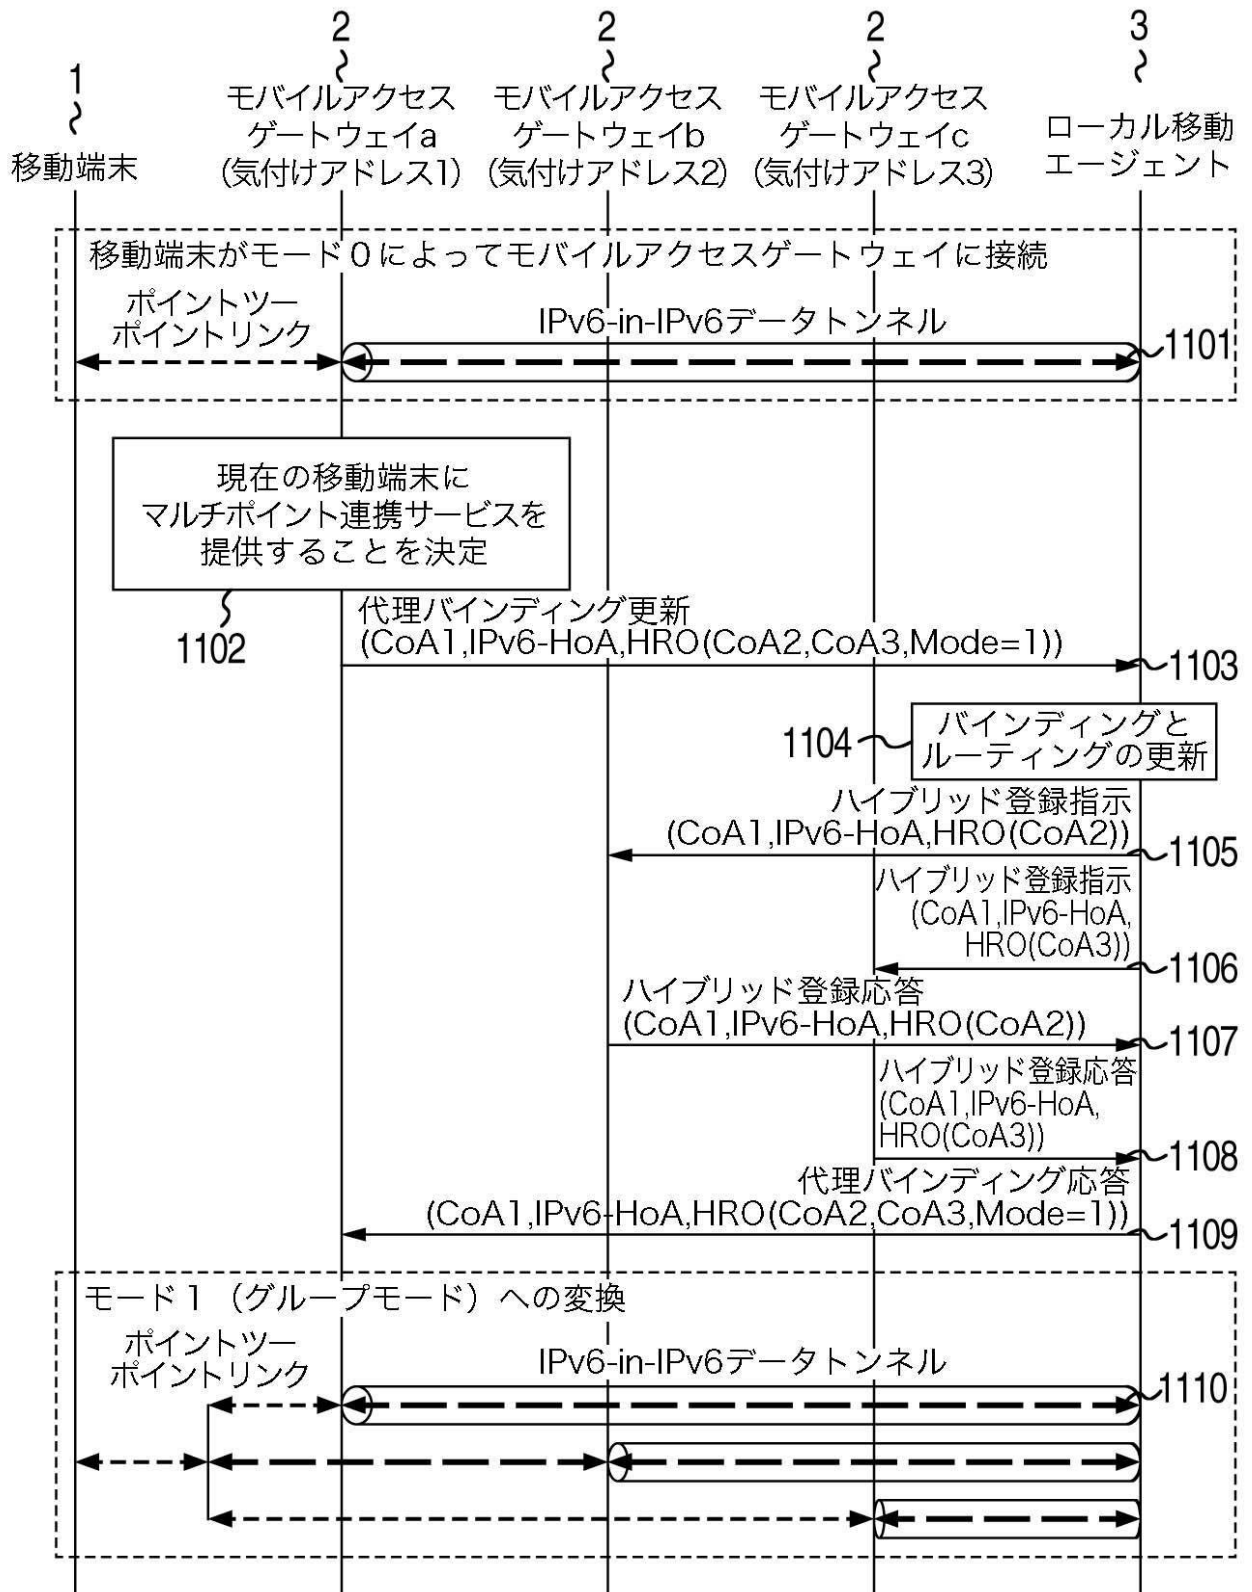 1
2
2
2
3
移動端末
モバイルアクセス
ゲートウェイa
(気付けアドレス1)
モバイルアクセス
ゲートウェイb
(気付けアドレス2)
モバイルアクセス
ゲートウェイc
(気付けアドレス3)
ローカル移動
エージェント
移動端末がモード0によってモバイルアクセスゲートウェイに接続
ポイントツー
ポイントリンク
IPv6-in-IPv6データトンネル
1101
現在の移動端末に
マルチポイント連携サービスを
提供することを決定
1102
代理バインディング更新
(CoA1,IPv6-HoA,HRO(CoA2,CoA3,Mode=1))
1103
1104
バインディングと
ルーティングの更新
ハイブリッド登録指示
(CoA1,IPv6-HoA,HRO(CoA2))
1105
ハイブリッド登録指示
(CoA1,IPv6-HoA,
HRO(CoA3))
1106
ハイブリッド登録応答
(CoA1,IPv6-HoA,HRO(CoA2))
1107
ハイブリッド登録応答
(CoA1,IPv6-HoA,
HRO(CoA3))
1108
代理バインディング応答
(CoA1,IPv6-HoA,HRO(CoA2,CoA3,Mode=1))
1109
モード1（グループモード）への変換
ポイントツー
ポイントリンク
IPv6-in-IPv6データトンネル
1110